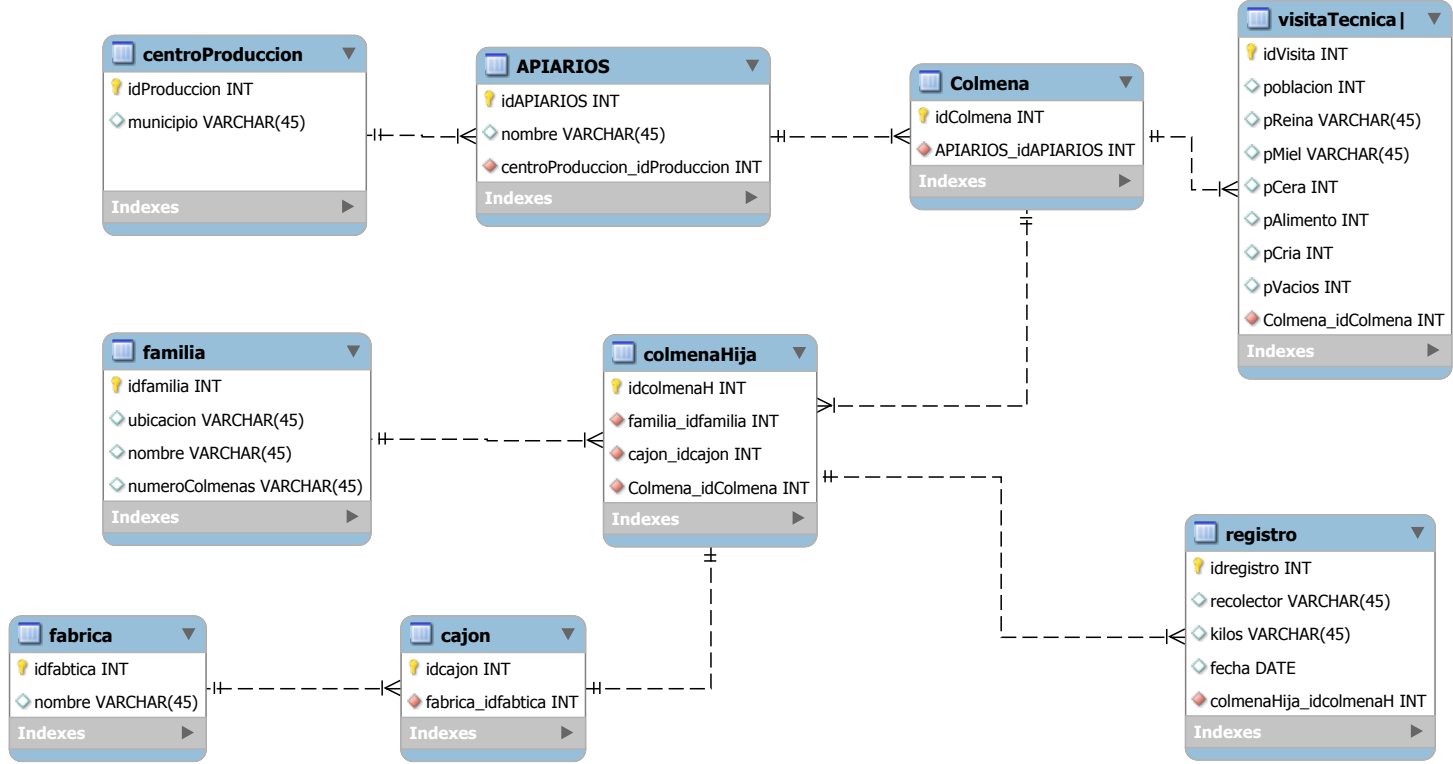 centroProduccion
idProduccion INT
municipio VARCHAR(45)
Indexes
APIARIOS
idAPIARIOS INT
nombre VARCHAR(45)
centroProduccion_idProduccion INT
Indexes
Colmena
idColmena INT
APIARIOS_idAPIARIOS INT
Indexes
visitaTecnica|
idVisita INT
poblacion INT
pReina VARCHAR(45)
pMiel VARCHAR(45)
pCera INT
pAlimento INT
pCria INT
pVacios INT
Colmena_idColmena INT
Indexes
familia
idfamilia INT
ubicacion VARCHAR(45)
nombre VARCHAR(45)
numeroColmenas VARCHAR(45)
Indexes
colmenaHija
idcolmenaH INT
familia_idfamilia INT
cajon_idcajon INT
Colmena_idColmena INT
Indexes
registro
idregistro INT
recolector VARCHAR(45)
kilos VARCHAR(45)
fecha DATE
colmenaHija_idcolmenaH INT
Indexes
fabrica
idfabtica INT
nombre VARCHAR(45)
Indexes
cajon
idcajon INT
fabrica_idfabtica INT
Indexes